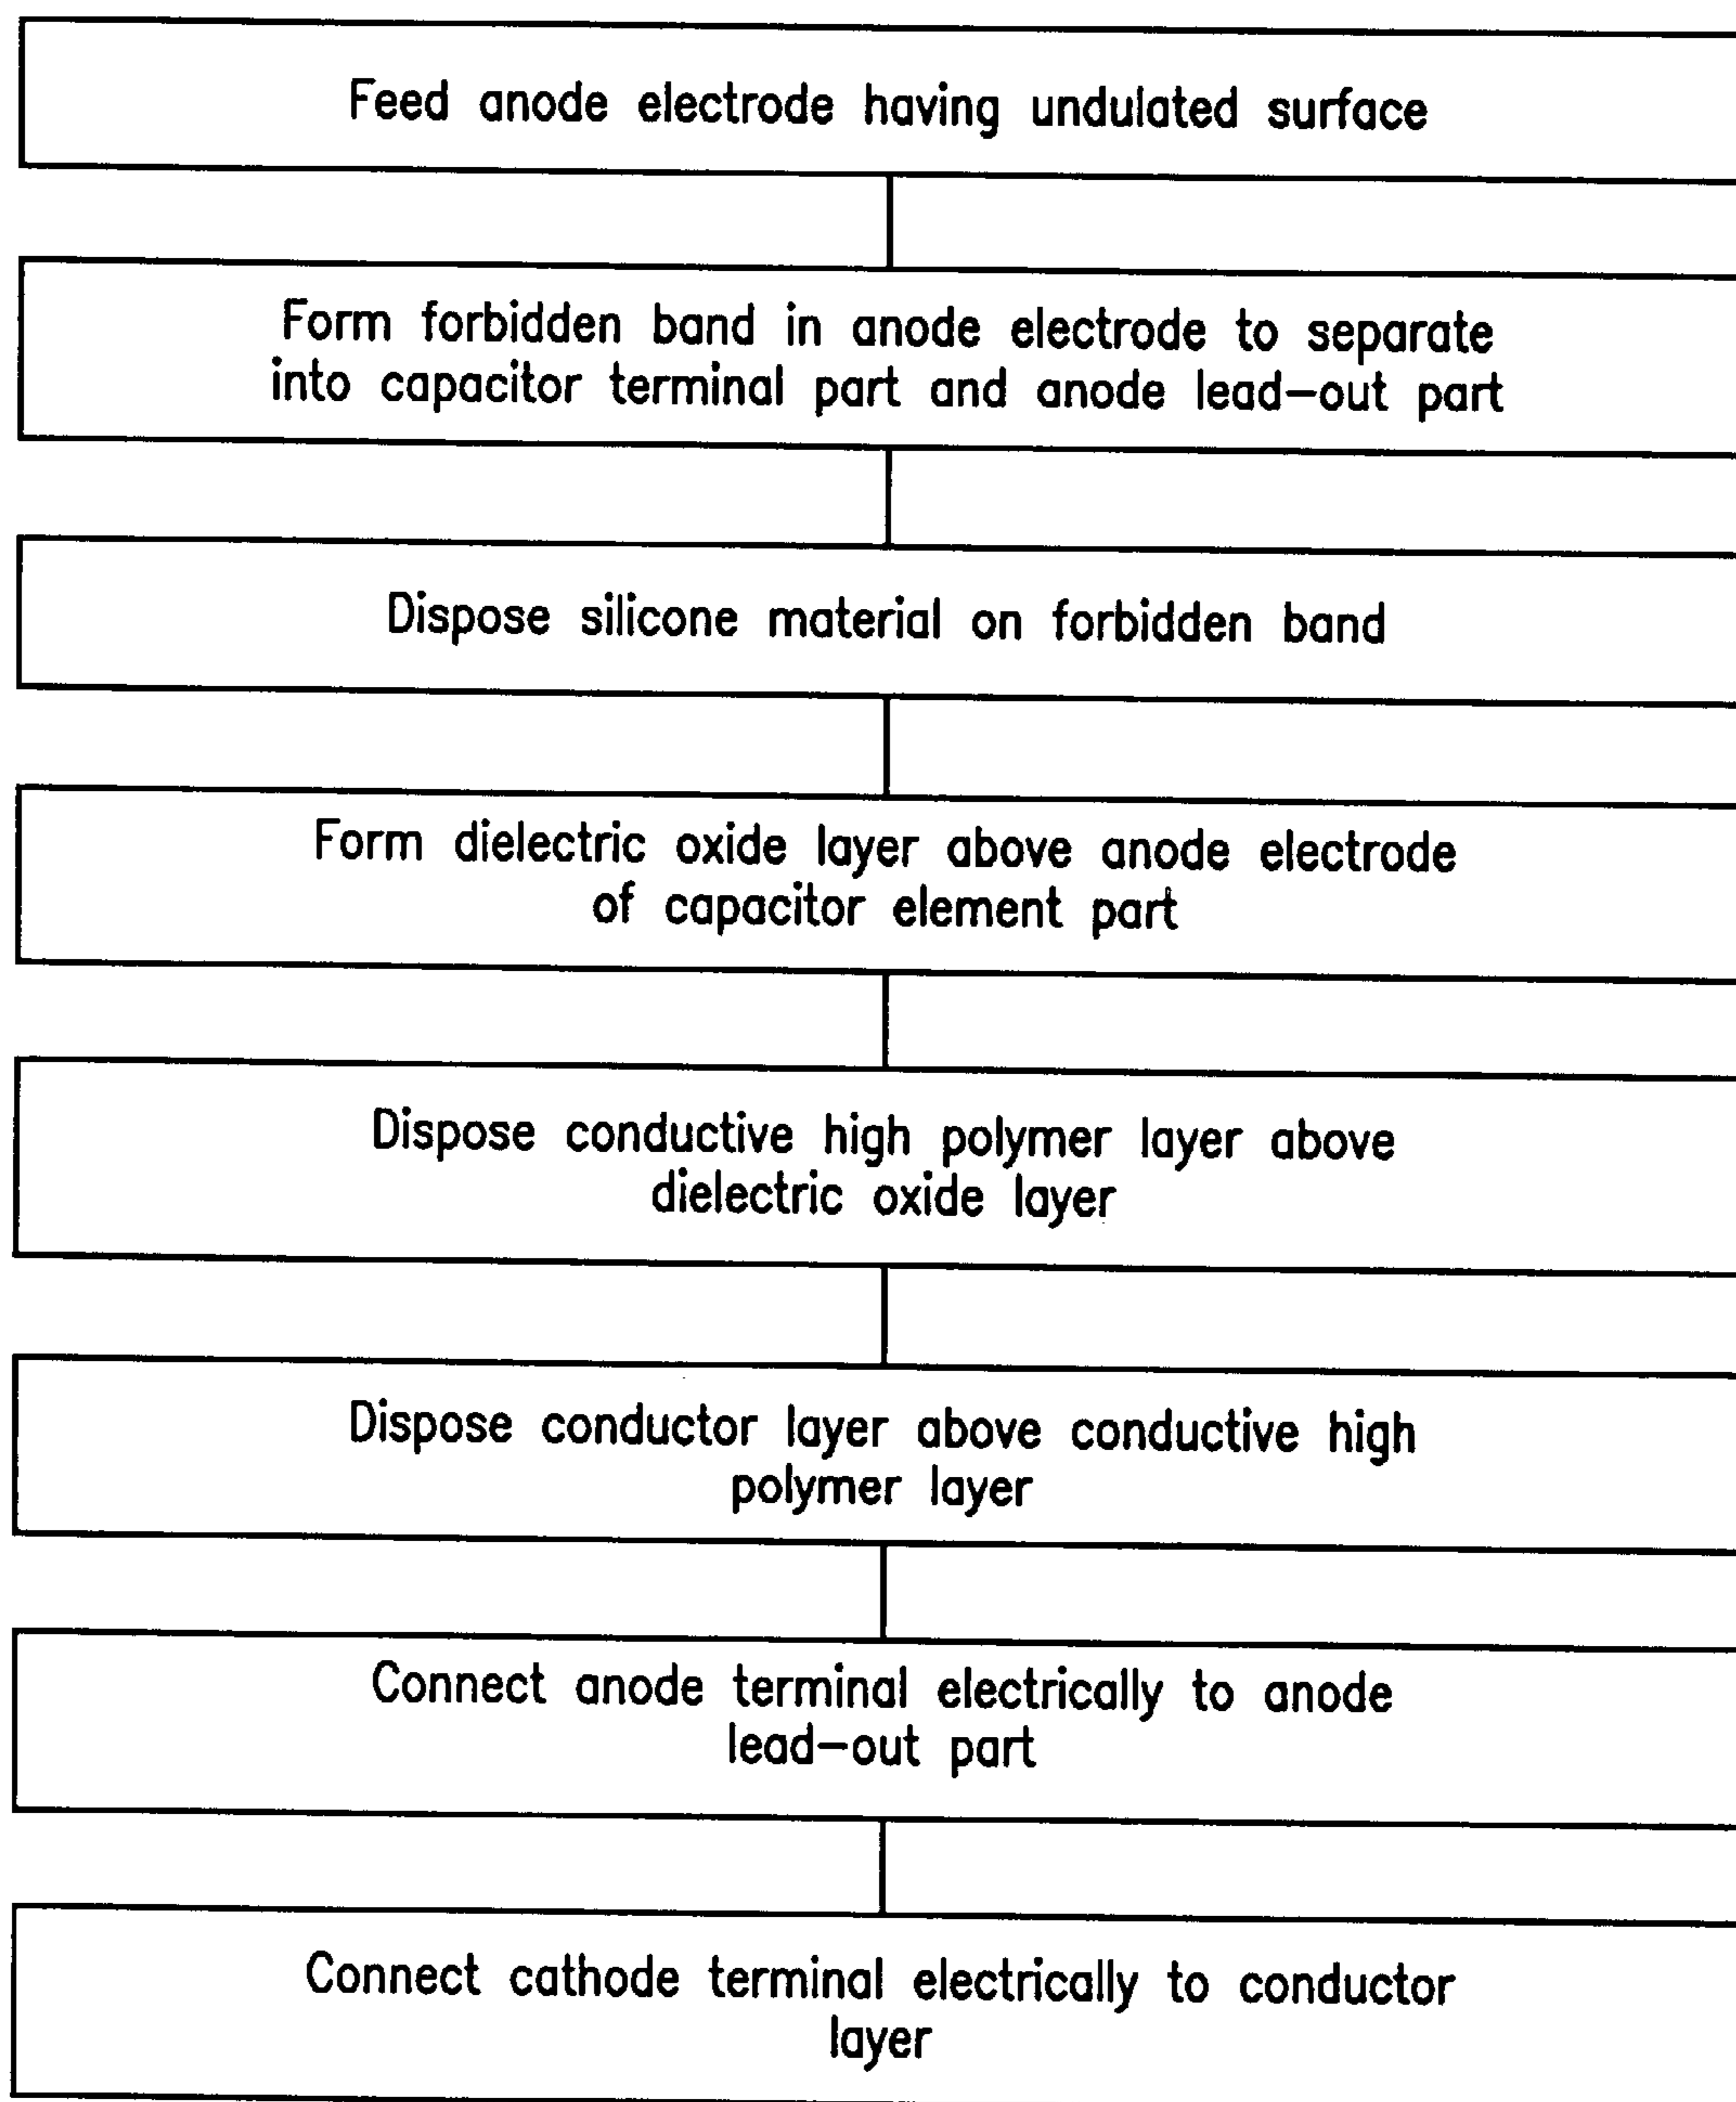 Feed anode electrode having undulated surface
Form forbidden band in anode electrode to separate
into capacitor terminal part and anode lead-out part
Dispose silicone material on forbidden band
Form dielectric oxide layer above anode electrode
of capacitor element part
Dispose conductive high polymer layer above
dielectric oxide layer
Dispose conductor layer above conductive high
polymer layer
Connect anode terminal electrically to anode
lead-out part
Connect cathode terminal electrically to conductor
layer